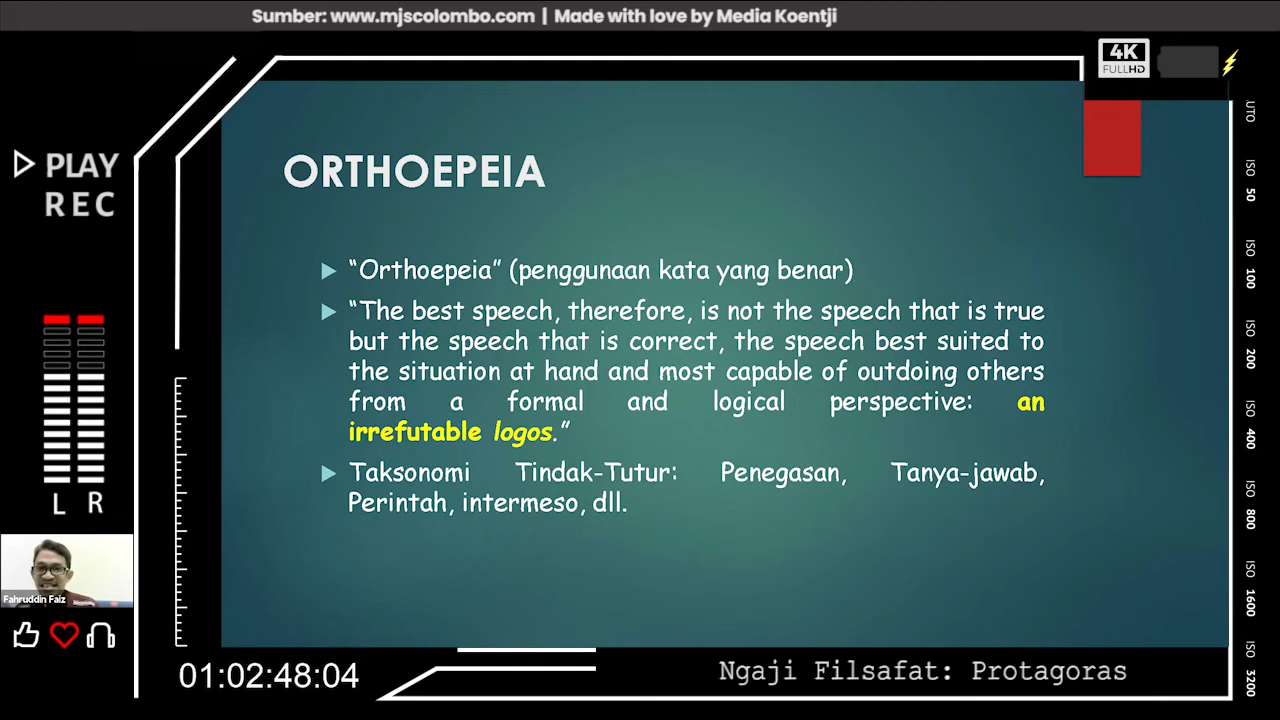 Sumber: www.mjscolombo.com | Made with love by Media Koentji
4K
FULL HD
PLAY
REC
ORTHOEPEIA
“Orthoepeia” (penggunaan kata yang benar)
“The best speech, therefore, is not the speech that is true
but the speech that is correct, the speech best suited to
the situation at hand and most capable of outdoing others
from a formal and logical perspective: an
irrefutable logos.”
Taksonomi Tindak-Tutur: Penegasan, Tanya-jawab,
Perintah, intermeso, dll.
L R
Fahruddin Faiz
01:02:48:04
Ngaji Filsafat: Protagoras
UTO
ISO
50
ISO
100
ISO
200
ISO
400
ISO
800
ISO
1600
ISO
3200